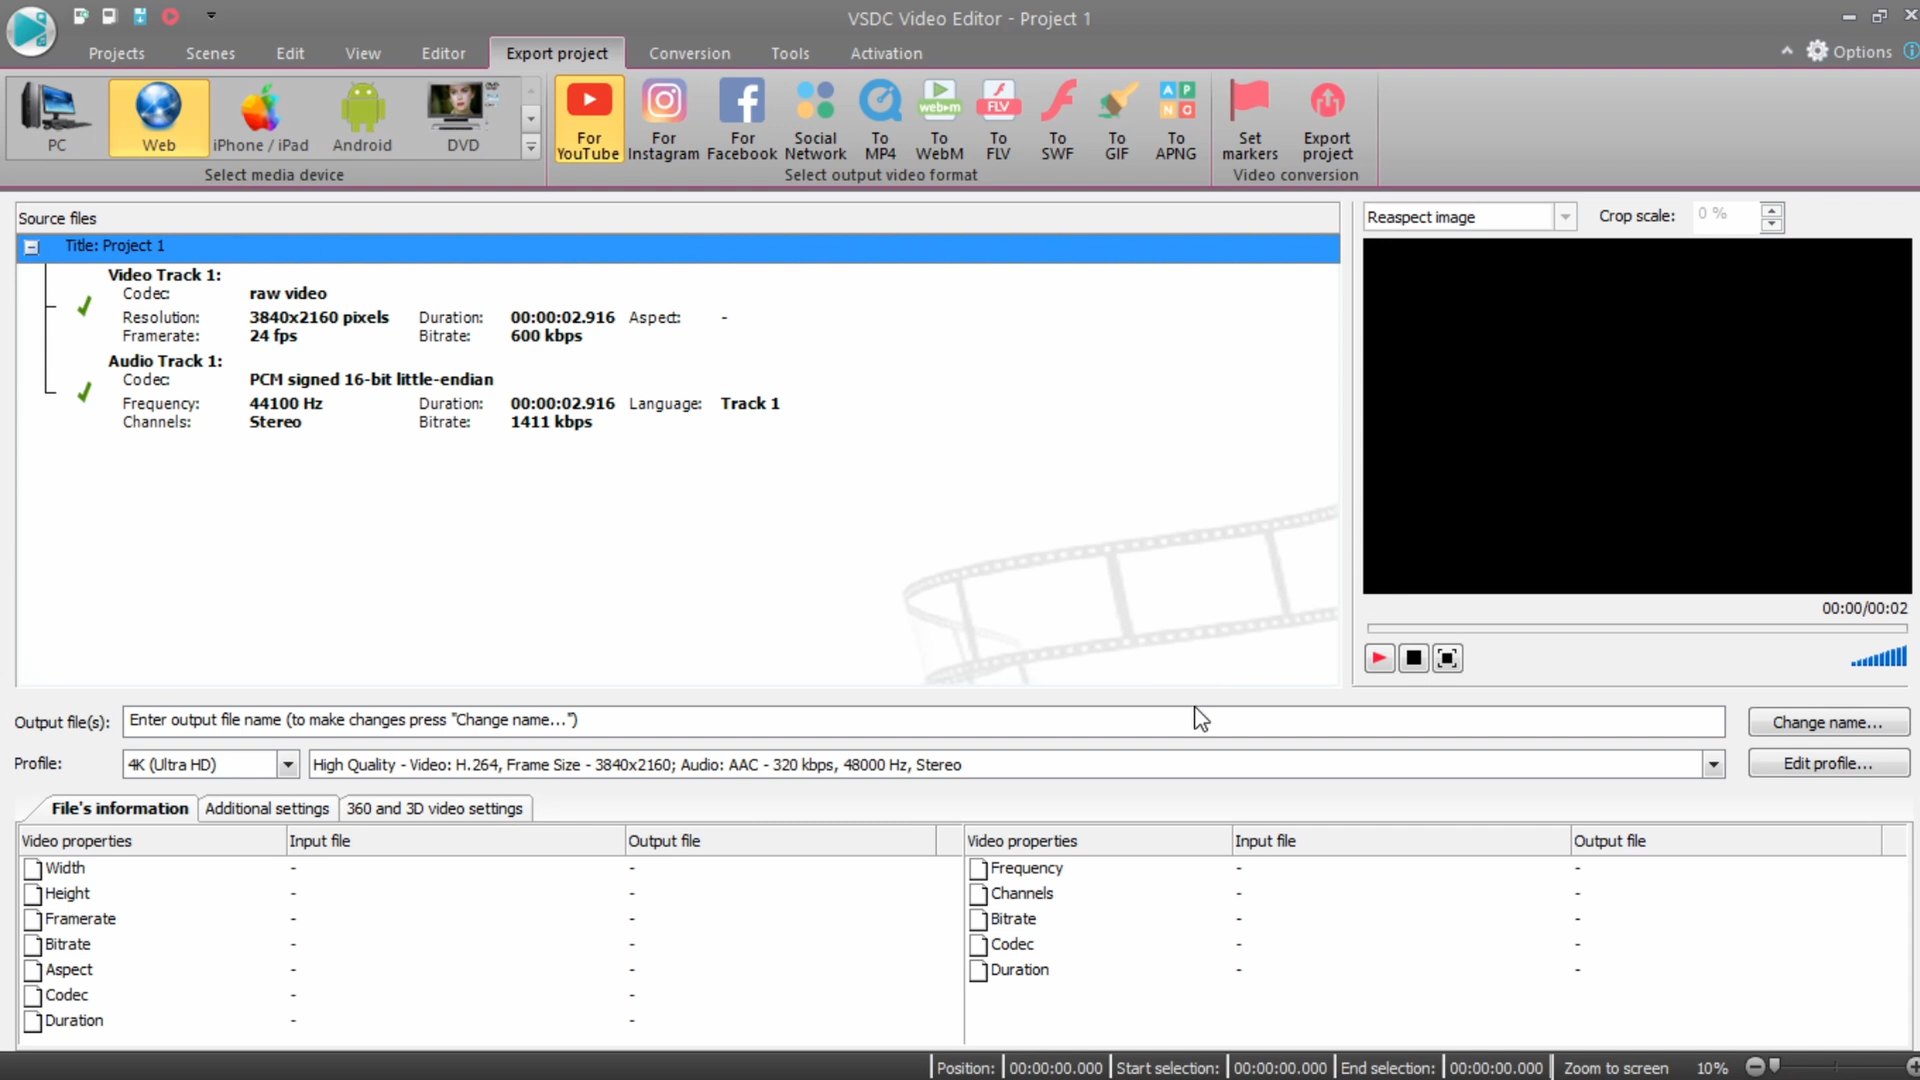 VSDC Video Editor - Project 1
Projects Scenes Edit View Editor Export project Conversion Tools Activation Options
PC Web iPhone / iPad Android DVD
Select media device
For YouTube
For Instagram
For Facebook
Social Network
To MP4
To WebM
To FLV
To SWF
To GIF
To APNG
Select output video format
Set markers
Export project
Video conversion
Source files
Title: Project 1
Video Track 1:
Codec: raw video
Resolution: 3840x2160 pixels Duration: 00:00:02.916 Aspect: -
Framerate: 24 fps Bitrate: 600 kbps
Audio Track 1:
Codec: PCM signed 16-bit little-endian
Frequency: 44100 Hz Duration: 00:00:02.916 Language: Track 1
Channels: Stereo Bitrate: 1411 kbps
Reaspect image Crop scale: 0 %
00:00/00:02
Output file(s): Enter output file name (to make changes press "Change name...") Change name...
Profile: 4K (Ultra HD) High Quality - Video: H.264, Frame Size - 3840x2160; Audio: AAC - 320 kbps, 48000 Hz, Stereo Edit profile...
File's information Additional settings 360 and 3D video settings
Video properties Input file Output file Video properties Input file Output file
Width - - Frequency - -
Height - - Channels - -
Framerate - - Bitrate - -
Bitrate - - Codec - -
Aspect - - Duration - -
Codec - -
Duration - -
Position: 00:00:00.000 Start selection: 00:00:00.000 End selection: 00:00:00.000 Zoom to screen 10%